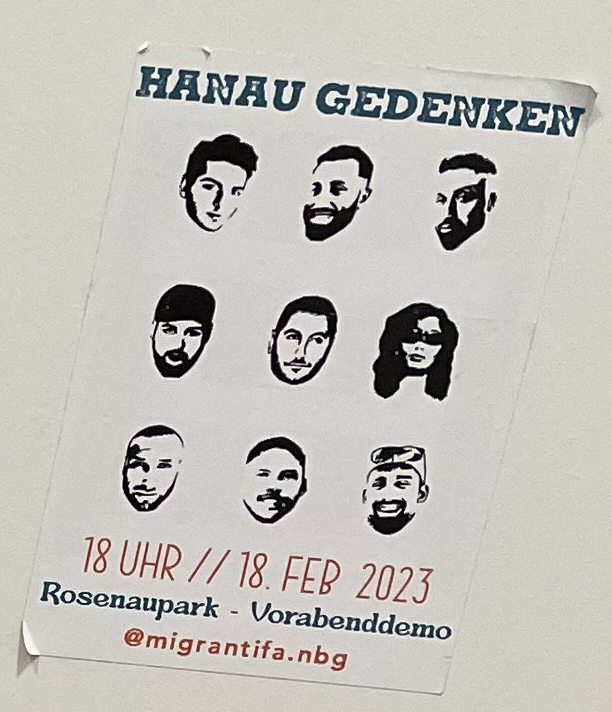 HANAU GEDENKEN
18 UHR // 18. FEB 2023
Rosenaupark - Vorabenddemo
@migrantifa.nbg